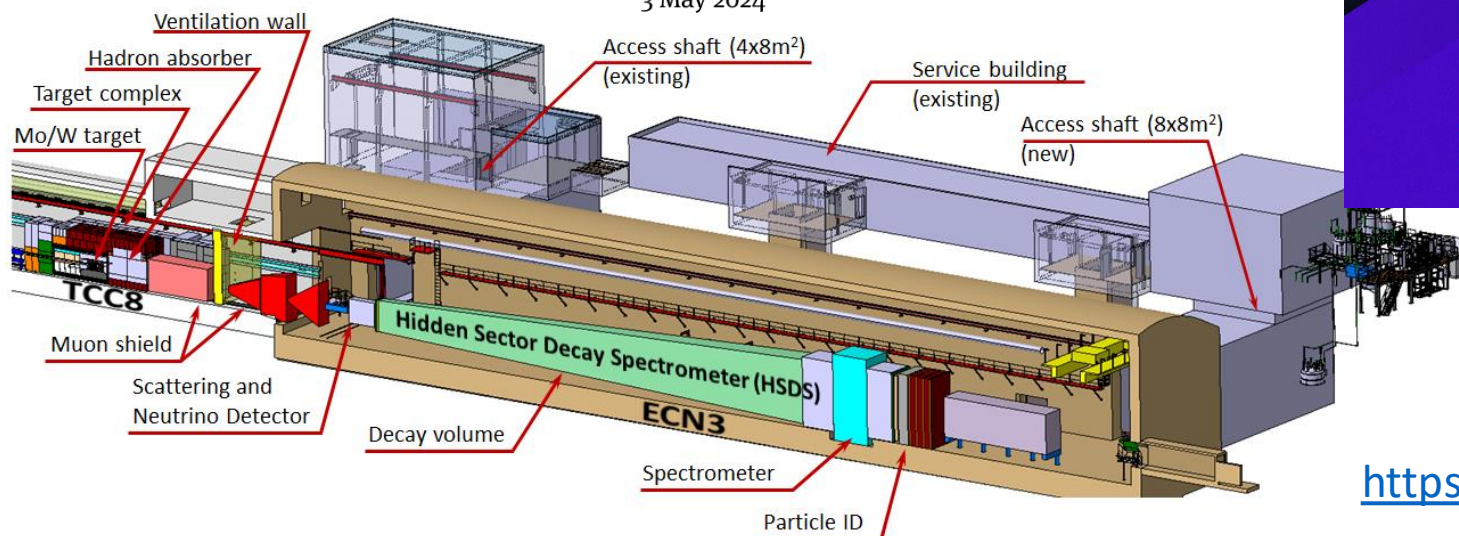 3 May 2024
Ventilation wall
Hadron absorber
Target complex
Mo/W target
Access shaft (4x8m²)
(existing)
Service building
(existing)
Access shaft (8x8m²)
(new)
TCC8
Muon shield
Scattering and
Neutrino Detector
Hidden Sector Decay Spectrometer (HSDS)
Decay volume
ECN3
Spectrometer
Particle ID
https